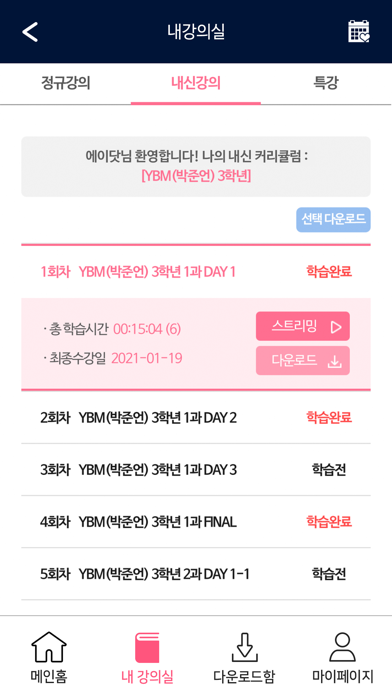 내강의실
정규강의 내신강의 특강
에이닷님 환영합니다! 나의 내신 커리큘럼 :
[YBM(박준언) 3학년]
선택 다운로드
1회차 YBM(박준언) 3학년 1과 DAY 1 학습완료
· 총 학습시간 00:15:04 (6) 스트리밍
· 최종수강일 2021-01-19 다운로드
2회차 YBM(박준언) 3학년 1과 DAY 2 학습완료
3회차 YBM(박준언) 3학년 1과 DAY 3 학습전
4회차 YBM(박준언) 3학년 1과 FINAL 학습완료
5회차 YBM(박준언) 3학년 2과 DAY 1-1 학습전
메인홈 내 강의실 다운로드함 마이페이지